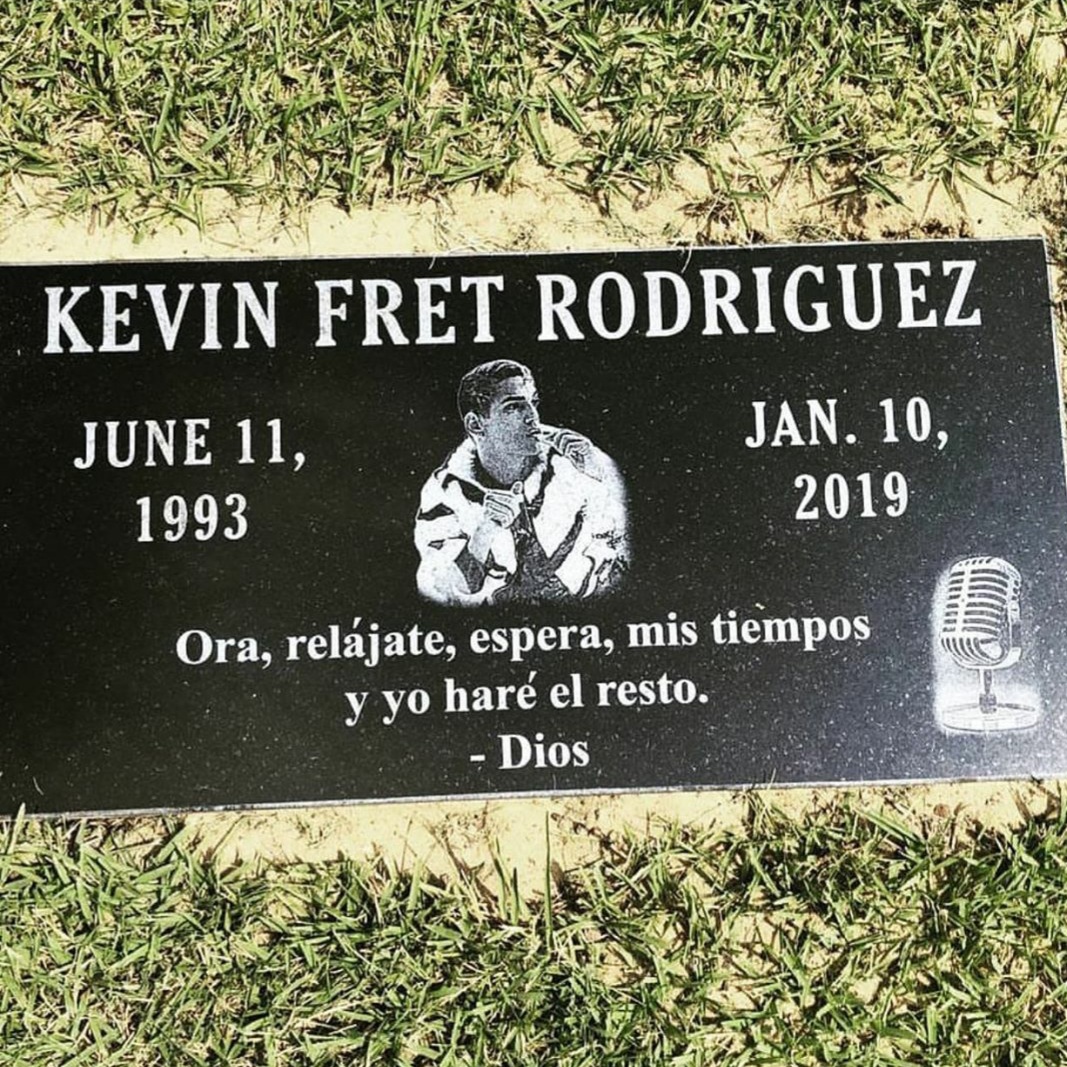 KEVIN FRET RODRIGUEZ
JUNE 11,
1993
JAN. 10,
2019
Ora, relájate, espera, mis tiempos
y yo haré el resto.
- Dios